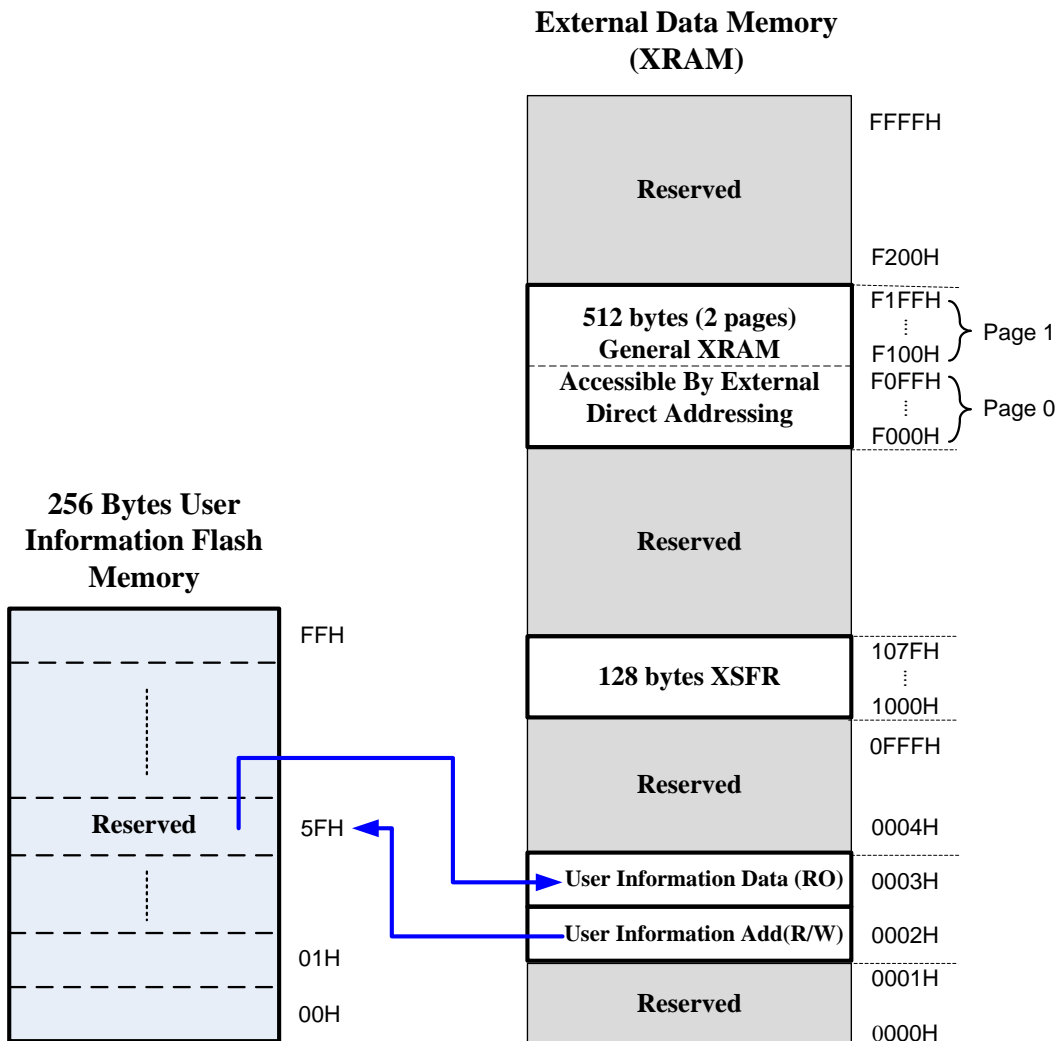 External Data Memory
(XRAM)
FFFFH
Reserved
F200H
512 bytes (2 pages)
General XRAM
Accessible By External
Direct Addressing
F1FFH
F100H
Page 1
F0FFH
F000H
Page 0
Reserved
128 bytes XSFR
107FH
1000H
0FFFH
Reserved
0004H
User Information Data (RO)
0003H
User Information Add(R/W)
0002H
0001H
Reserved
0000H
256 Bytes User
Information Flash
Memory
FFH
Reserved
5FH
01H
00H